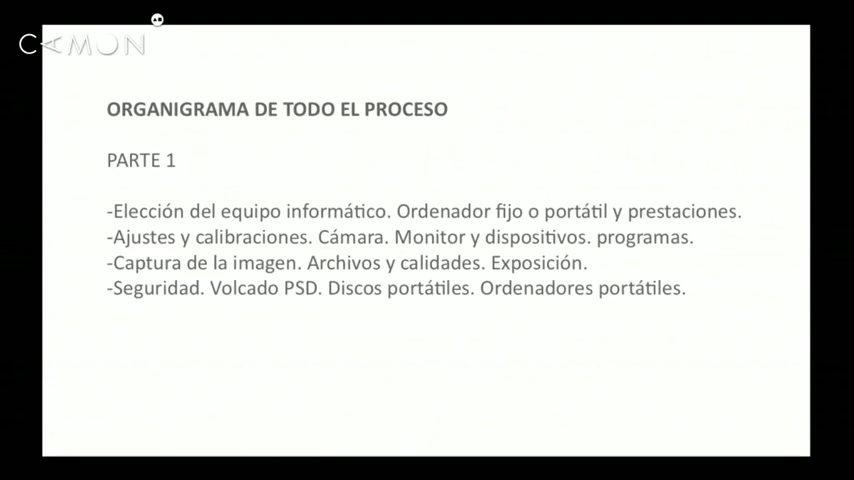 CAMON
ORGANIGRAMA DE TODO EL PROCESO
PARTE 1
-Elección del equipo informático. Ordenador fijo o portátil y prestaciones.
-Ajustes y calibraciones. Cámara. Monitor y dispositivos. programas.
-Captura de la imagen. Archivos y calidades. Exposición.
-Seguridad. Volcado PSD. Discos portátiles. Ordenadores portátiles.